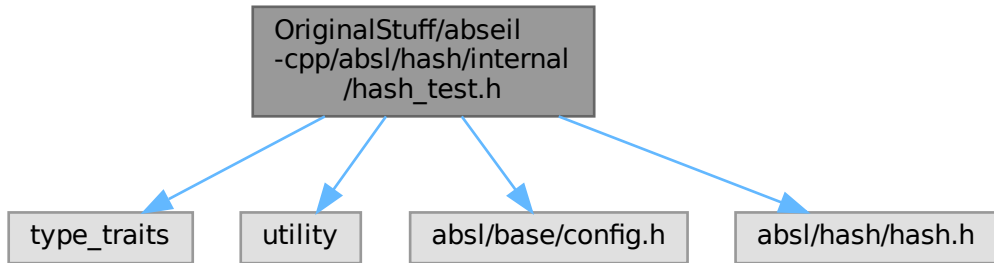 OriginalStuff/abseil
-cpp/absl/hash/internal
/hash_test.h
type_traits
utility
absl/base/config.h
absl/hash/hash.h